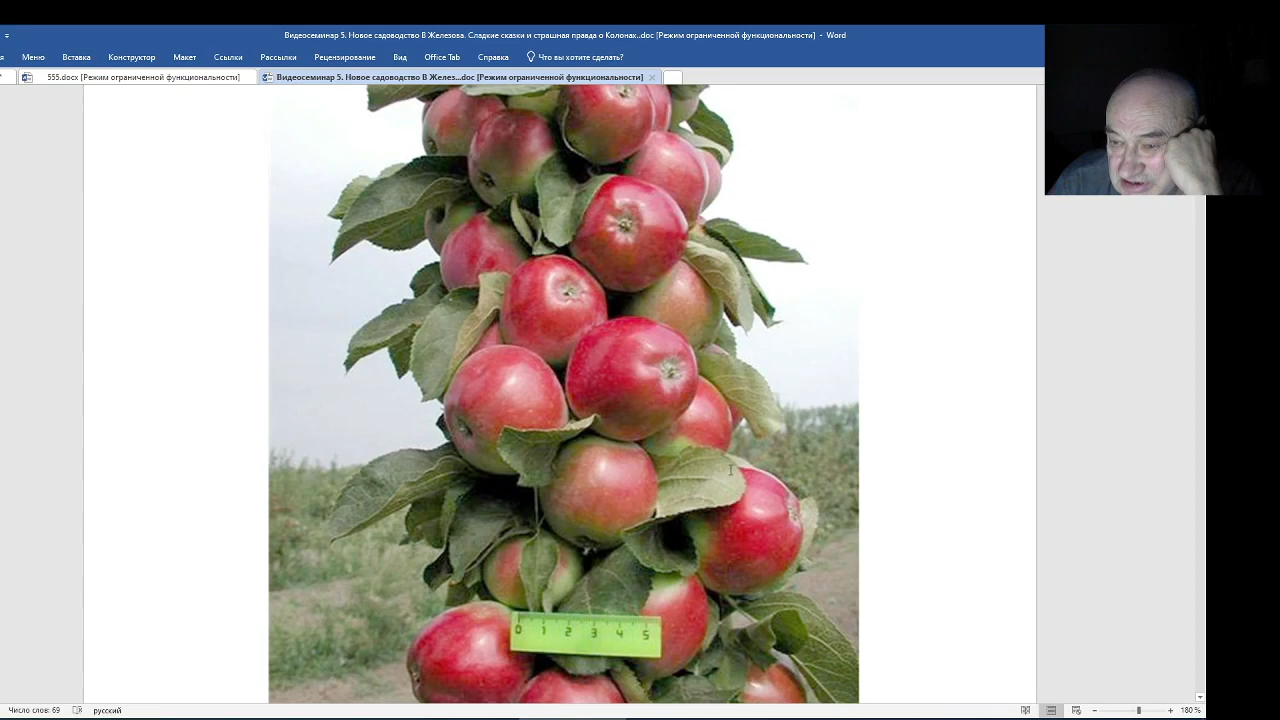 Видеосеминар 5. Новое садоводство В Железова. Сладкие сказки и страшная правда о Колонах..doc [Режим ограниченной функциональности] - Word
я Меню Вставка Конструктор Макет Ссылки Рассылки Рецензирование Вид Office Tab Справка Что вы хотите сделать?
555.docx [Режим ограниченной функциональности] Видеосеминар 5. Новое садоводство В Желез...doc [Режим ограниченной функциональности]
0 1 2 3 4 5
Число слов: 69 русский 180 %